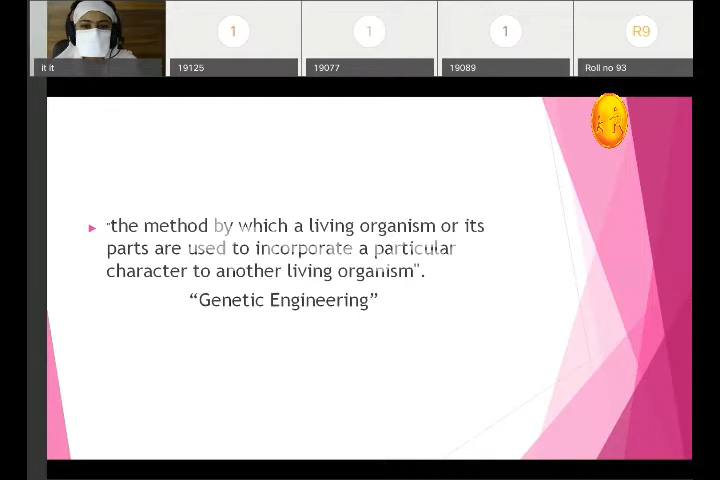 1
1
1
R9
it it
19125
19077
19089
Roll no 93
"the method by which a living organism or its
parts are used to incorporate a particular
character to another living organism".
“Genetic Engineering”